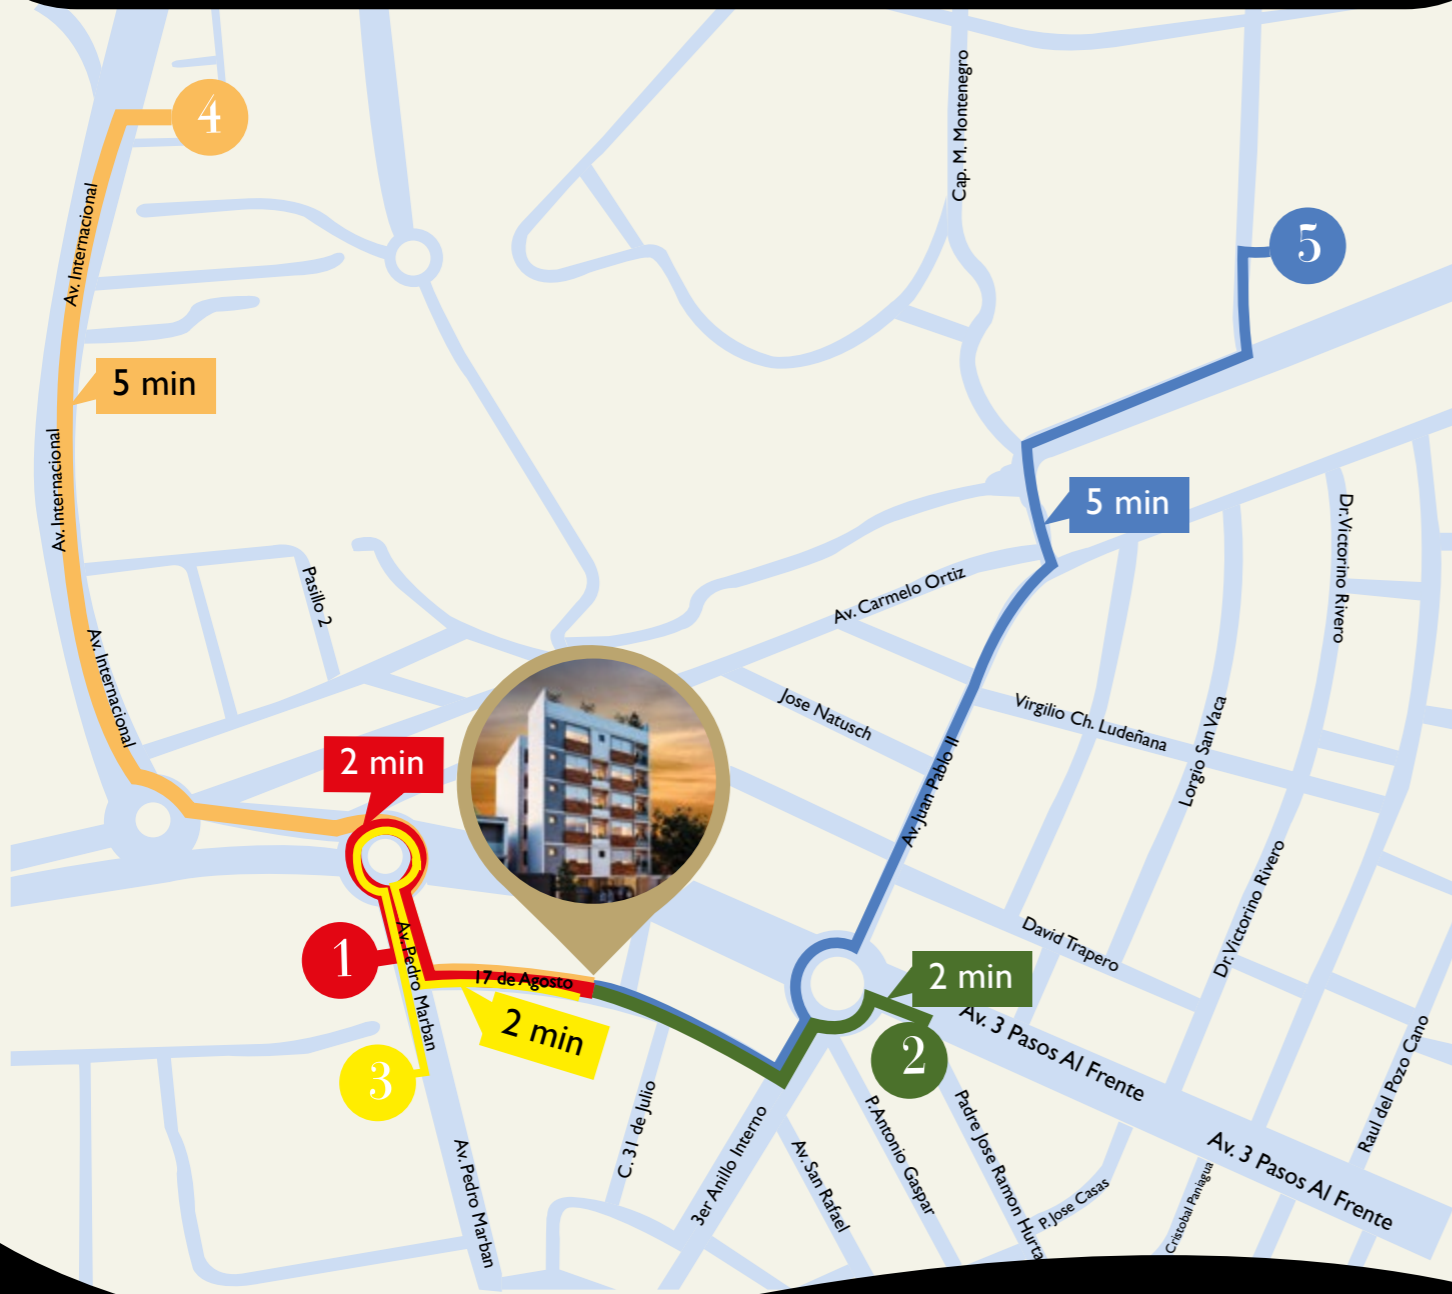 4
Cap. M. Montenegro
Av. Internacional
5
5 min
Av. Internacional
5 min
Dr. Victorino Rivero
Pasillo 2
Av. Carmelo Ortiz
Av. Internacional
Jose Natusch
Virgilio Ch. Ludeñana
Lorgio San Vaca
2 min
Av. Juan Pablo II
Dr. Victorino Rivero
1
Av. Pedro Marban
17 de Agosto
David Trapero
2 min
2 min
Av. 3 Pasos Al Frente
2
3
Raul del Pozo Cano
C. 31 de Julio
3er Anillo Interno
P. Antonio Gaspar
Padre Jose Ramon Hurta
Av. Pedro Marban
Av. San Rafael
P. Jose Casas
Cristobal Paniagua
Av. 3 Pasos Al Frente